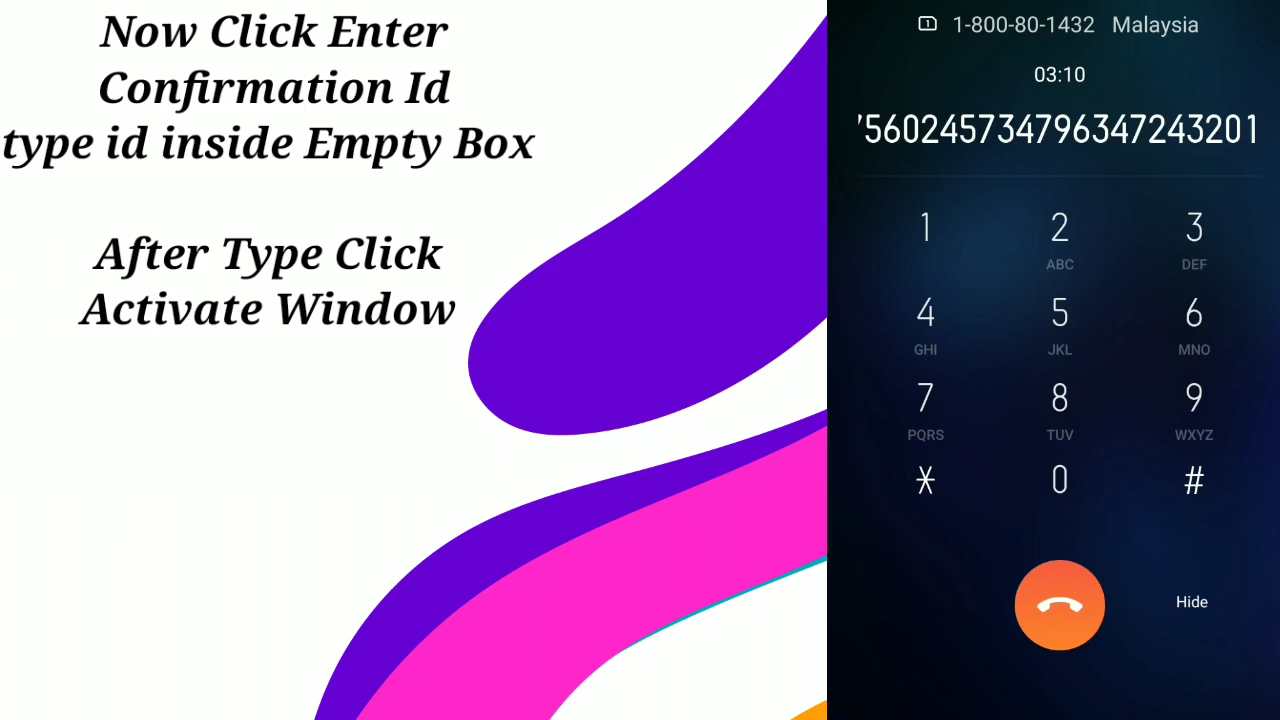 Now Click Enter
Confirmation Id
type id inside Empty Box
After Type Click
Activate Window
1 1-800-80-1432 Malaysia
03:10
560245734796347243201
1 2 3
ABC DEF
4 5 6
GHI JKL MNO
7 8 9
PQRS TUV WXYZ
* 0 #
Hide